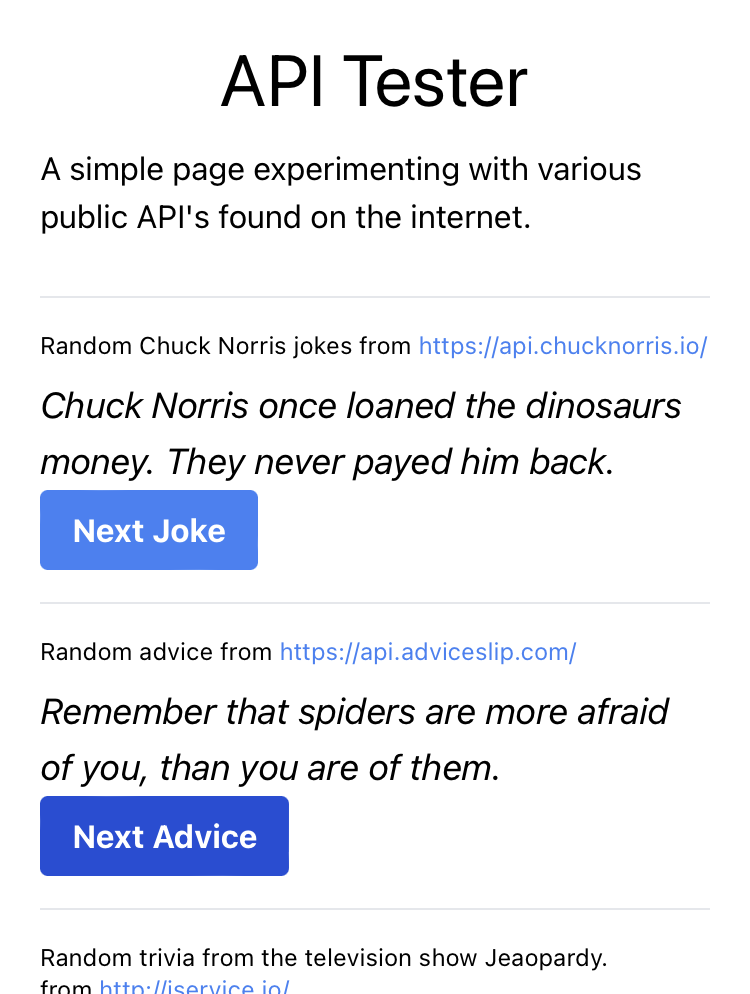 API Tester
A simple page experimenting with various
public API's found on the internet.
Random Chuck Norris jokes from https://api.chucknorris.io/
Chuck Norris once loaned the dinosaurs
money. They never payed him back.
Next Joke
Random advice from https://api.adviceslip.com/
Remember that spiders are more afraid
of you, than you are of them.
Next Advice
Random trivia from the television show Jeaopardy.
from http://jservice.io/